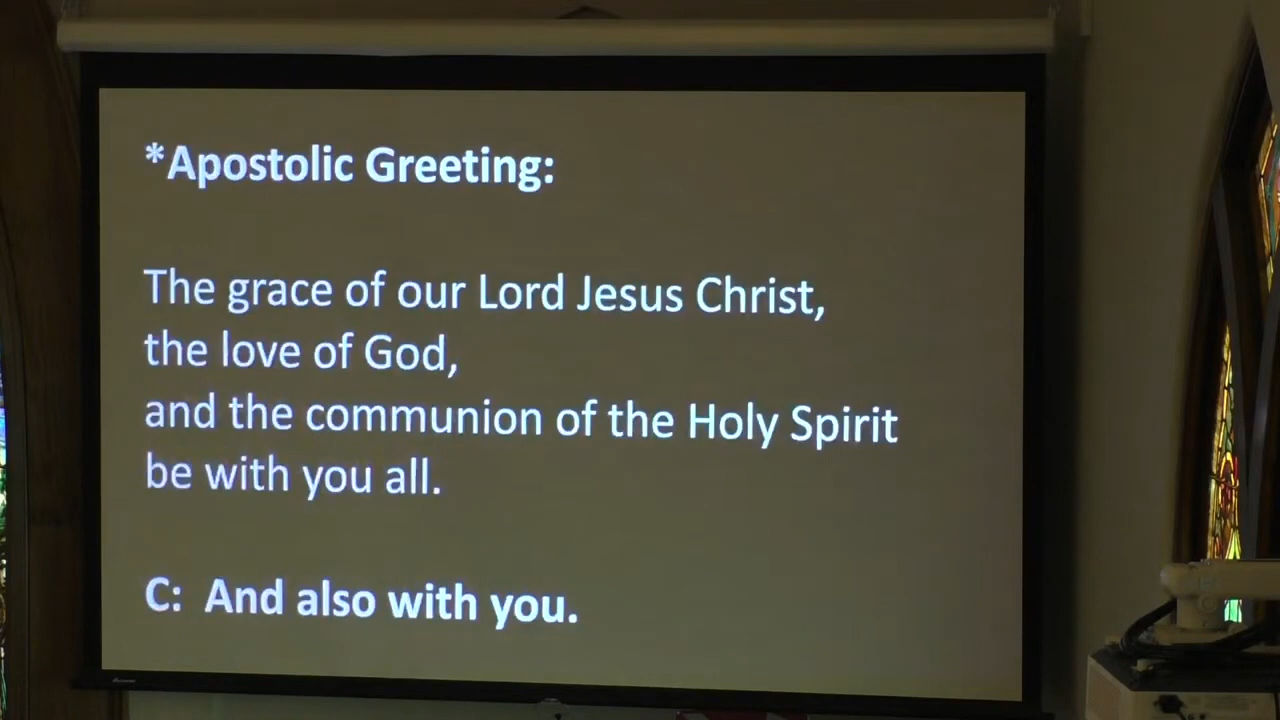 *Apostolic Greeting:
The grace of our Lord Jesus Christ,
the love of God,
and the communion of the Holy Spirit
be with you all.
C: And also with you.